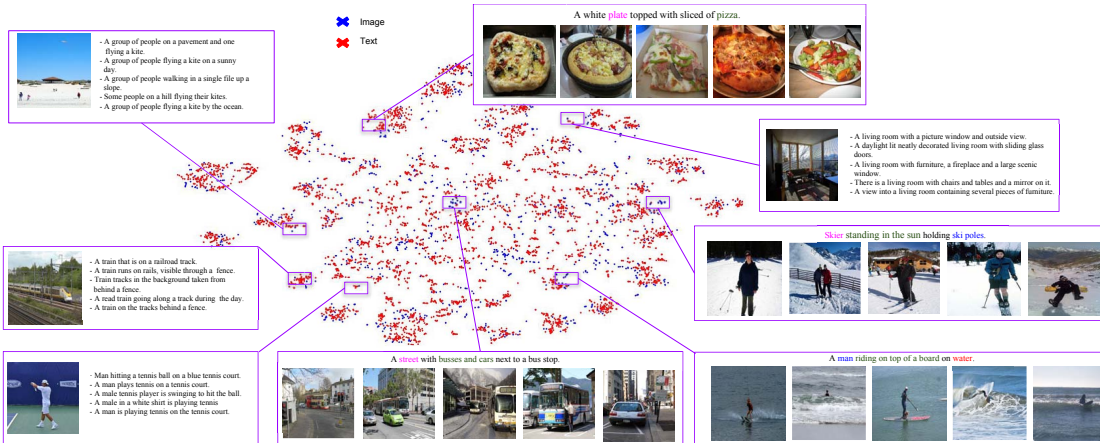 Image
Text
A white plate topped with sliced of pizza.
- A group of people on a pavement and one
flying a kite.
- A group of people flying a kite on a sunny
day.
- A group of people walking in a single file up a
slope.
- Some people on a hill flying their kites.
- A group of people flying a kite by the ocean.
- A living room with a picture window and outside view.
- A daylight lit neatly decorated living room with sliding glass
doors.
- A living room with furniture, a fireplace and a large scenic
window.
- There is a living room with chairs and tables and a mirror on it.
- A view into a living room containing several pieces of furniture.
Skier standing in the sun holding ski poles.
- A train that is on a railroad track.
- A train runs on rails, visible through a fence.
- Train tracks in the background taken from
behind a fence.
- A read train going along a track during the day.
- A train on the tracks behind a fence.
- Man hitting a tennis ball on a blue tennis court.
- A man plays tennis on a tennis court.
- A male tennis player is swinging to hit the ball.
- A male in a white shirt is playing tennis
- A man is playing tennis on the tennis court.
A street with busses and cars next to a bus stop.
A man riding on top of a board on water.